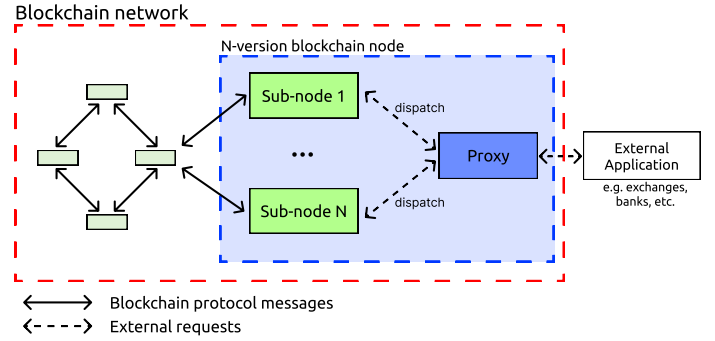 Blockchain network
N-version blockchain node
Sub-node 1
dispatch
...
Proxy
External
Application
e.g. exchanges,
banks, etc.
Sub-node N
dispatch
Blockchain protocol messages
External requests